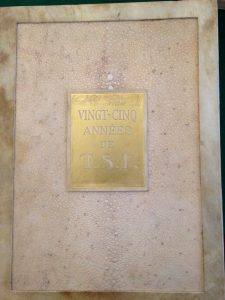 VINGT-CINQ
ANNÉES
DE
T.S.F.